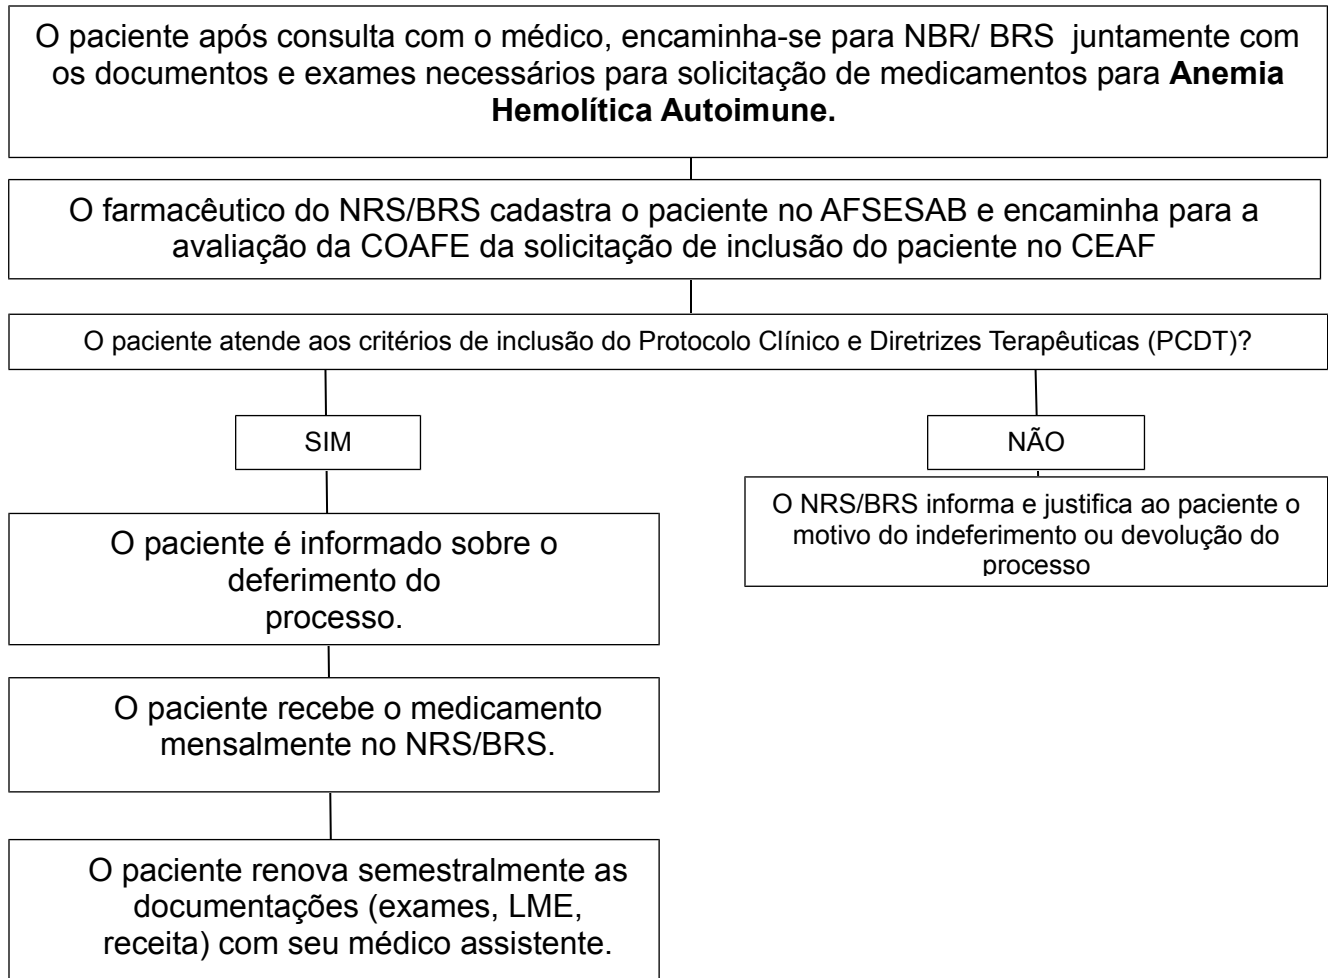 O paciente após consulta com o médico, encaminha-se para NBR/ BRS juntamente com
os documentos e exames necessários para solicitação de medicamentos para Anemia
Hemolítica Autoimune.
O farmacêutico do NRS/BRS cadastra o paciente no AFSESAB e encaminha para a
avaliação da COAFE da solicitação de inclusão do paciente no CEAF
O paciente atende aos critérios de inclusão do Protocolo Clínico e Diretrizes Terapêuticas (PCDT)?
SIM
NÃO
O NRS/BRS informa e justifica ao paciente o
motivo do indeferimento ou devolução do
processo
O paciente é informado sobre o
deferimento do
processo.
O paciente recebe o medicamento
mensalmente no NRS/BRS.
O paciente renova semestralmente as
documentações (exames, LME,
receita) com seu médico assistente.